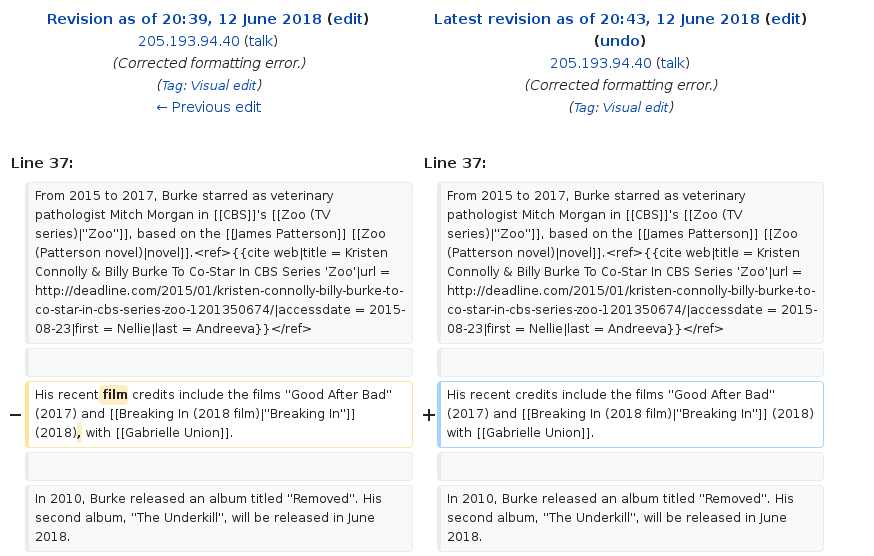 Revision as of 20:39, 12 June 2018 (edit)
205.193.94.40 (talk)
(Corrected formatting error.)
(Tag: Visual edit)
← Previous edit
Latest revision as of 20:43, 12 June 2018 (edit)
(undo)
205.193.94.40 (talk)
(Corrected formatting error.)
(Tag: Visual edit)
Line 37:
From 2015 to 2017, Burke starred as veterinary
pathologist Mitch Morgan in [[CBS]]'s [[Zoo (TV
series)|''Zoo'']], based on the [[James Patterson]] [[Zoo
(Patterson novel)|novel]].<ref>{{cite web|title = Kristen
Connolly & Billy Burke To Co-Star In CBS Series 'Zoo'|url =
http://deadline.com/2015/01/kristen-connolly-billy-burke-to-
co-star-in-cbs-series-zoo-1201350674/|accessdate = 2015-
08-23|first = Nellie|last = Andreeva}}</ref>
− His recent film credits include the films ''Good After Bad''
(2017) and [[Breaking In (2018 film)|''Breaking In'']]
(2018), with [[Gabrielle Union]].
In 2010, Burke released an album titled ''Removed''. His
second album, ''The Underkill'', will be released in June
2018.
Line 37:
From 2015 to 2017, Burke starred as veterinary
pathologist Mitch Morgan in [[CBS]]'s [[Zoo (TV
series)|''Zoo'']], based on the [[James Patterson]] [[Zoo
(Patterson novel)|novel]].<ref>{{cite web|title = Kristen
Connolly & Billy Burke To Co-Star In CBS Series 'Zoo'|url =
http://deadline.com/2015/01/kristen-connolly-billy-burke-to-
co-star-in-cbs-series-zoo-1201350674/|accessdate = 2015-
08-23|first = Nellie|last = Andreeva}}</ref>
+ His recent credits include the films ''Good After Bad''
(2017) and [[Breaking In (2018 film)|''Breaking In'']] (2018)
with [[Gabrielle Union]].
In 2010, Burke released an album titled ''Removed''. His
second album, ''The Underkill'', will be released in June
2018.